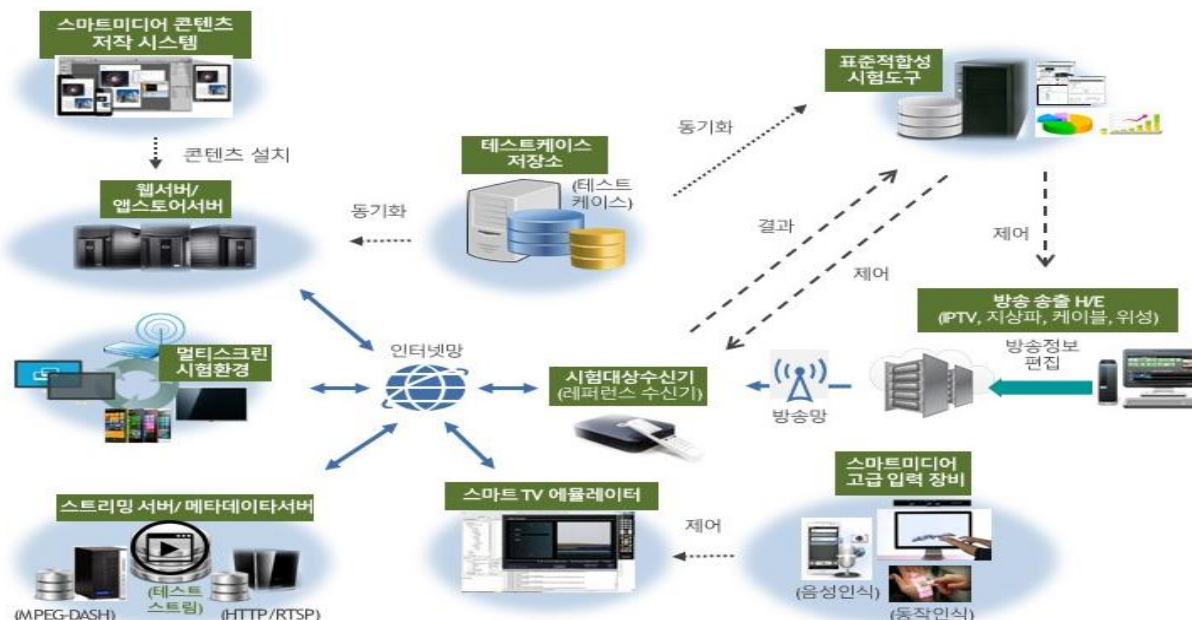 스마트미디어 콘텐츠
저작 시스템
콘텐츠 설치
웹서버/
앱스토어서버
동기화
테스트케이스
저장소
(테스트
케이스)
동기화
표준적합성
시험도구
결과
제어
제어
방송 송출 H/E
(IPTV, 지상파, 케이블, 위성)
방송정보
편집
멀티스크린
시험환경
인터넷망
시험대상수신기
(레퍼런스 수신기)
방송망
스트리밍 서버/ 메타데이타서버
(MPEG-DASH)
(테스트
스트림)
(HTTP/RTSP)
스마트 TV 에뮬레이터
제어
스마트미디어
고급 입력 장비
(음성인식)
(동작인식)